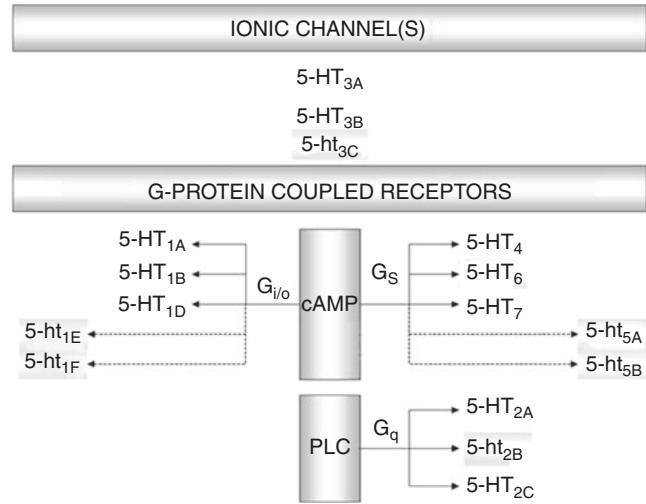 IONIC CHANNEL(S)
5-HT3A
5-HT3B
5-ht3C
G-PROTEIN COUPLED RECEPTORS
5-HT1A
5-HT1B
5-HT1D
5-ht1E
5-ht1F
Gi/o
cAMP
GS
5-HT4
5-HT6
5-HT7
5-ht5A
5-ht5B
PLC
Gq
5-HT2A
5-ht2B
5-HT2C